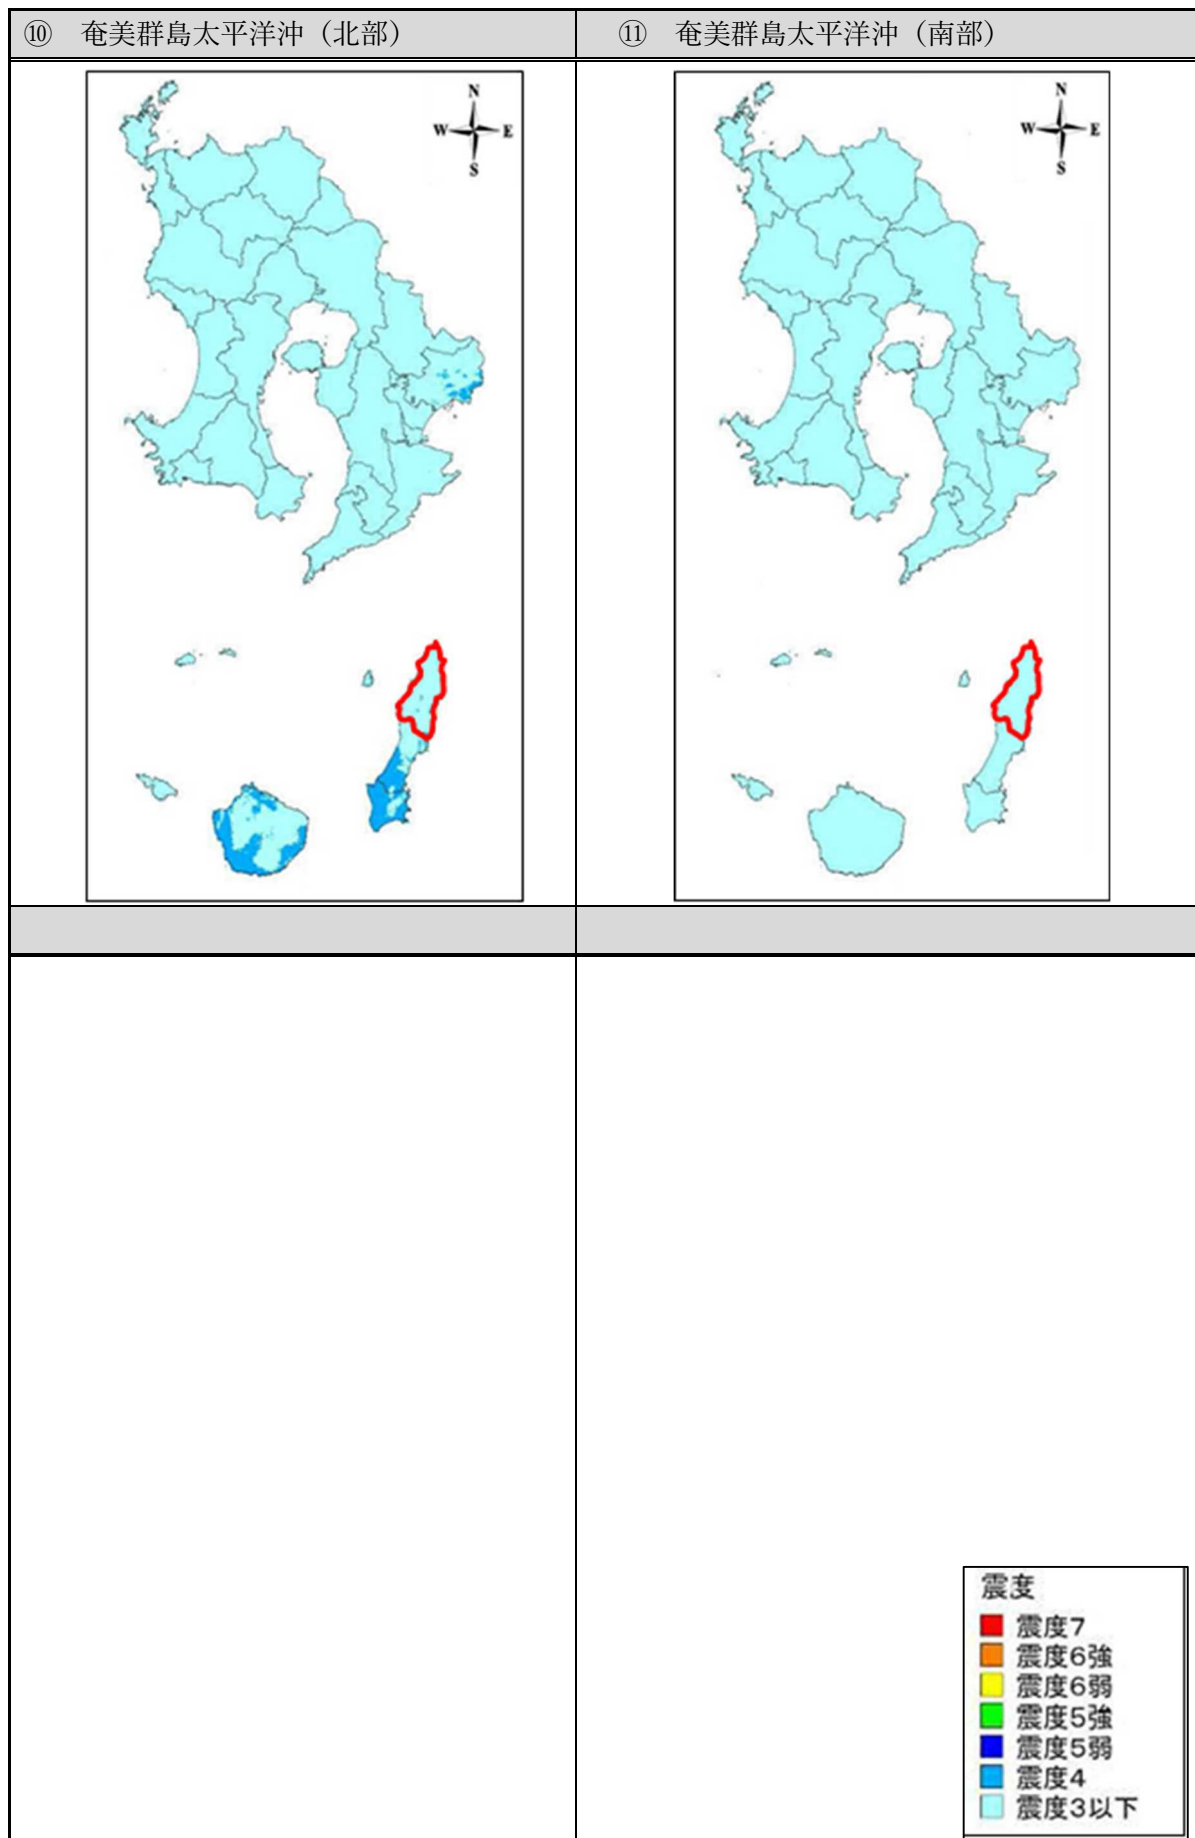 ⑩　奄美群島太平洋沖（北部）
⑪　奄美群島太平洋沖（南部）
N
W E
S
N
W E
S
震度
震度7
震度6強
震度6弱
震度5強
震度5弱
震度4
震度3以下